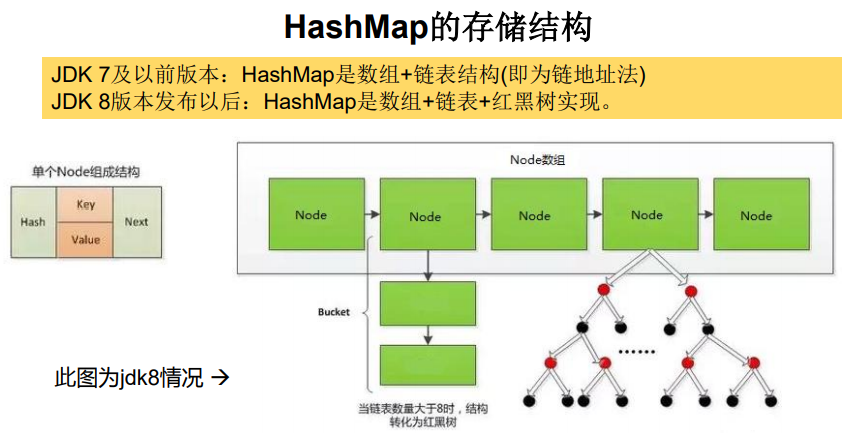 HashMap的存储结构
JDK 7及以前版本：HashMap是数组+链表结构(即为链地址法)
JDK 8版本发布以后：HashMap是数组+链表+红黑树实现。
单个Node组成结构
Hash
Key
Value
Next
Node数组
Node
Node
Node
Node
Node
Bucket
......
此图为jdk8情况 →
当链表数量大于8时，结构
转化为红黑树